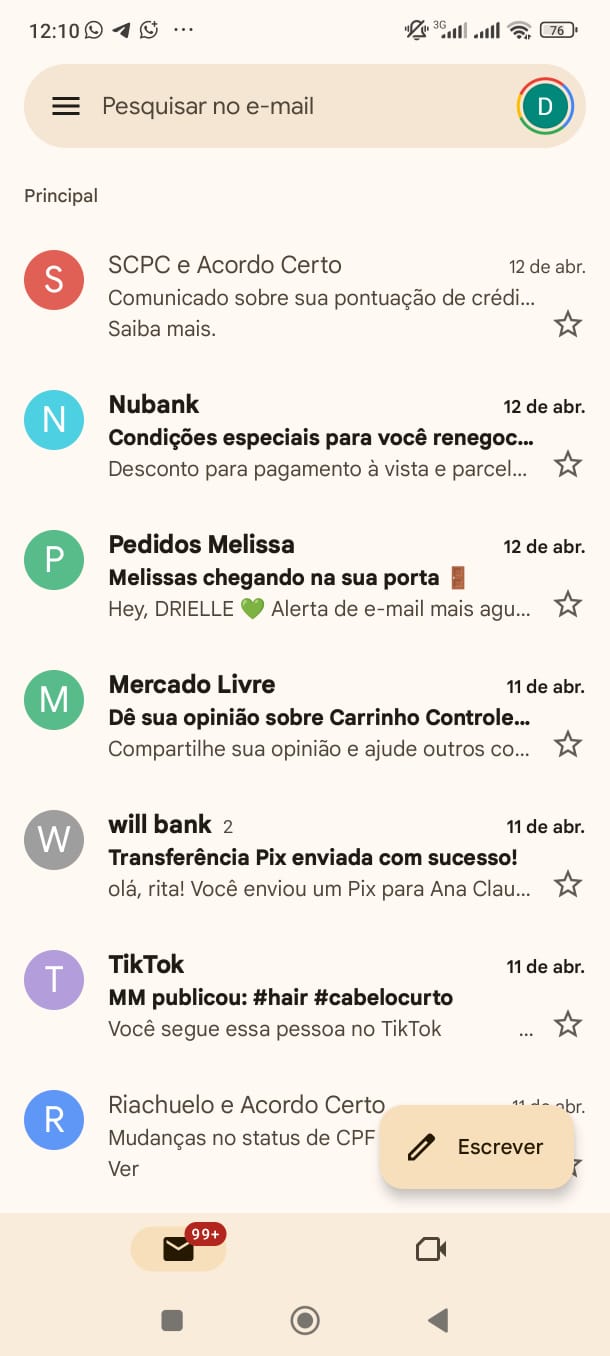 12:10
3G
76
Pesquisar no e-mail
D
Principal
S
SCPC e Acordo Certo
12 de abr.
Comunicado sobre sua pontuação de crédi...
Saiba mais.
N
Nubank
12 de abr.
Condições especiais para você renegoc...
Desconto para pagamento à vista e parcel...
P
Pedidos Melissa
12 de abr.
Melissas chegando na sua porta 🚪
Hey, DRIELLE 💚 Alerta de e-mail mais agu...
M
Mercado Livre
11 de abr.
Dê sua opinião sobre Carrinho Controle...
Compartilhe sua opinião e ajude outros co...
W
will bank 2
11 de abr.
Transferência Pix enviada com sucesso!
olá, rita! Você enviou um Pix para Ana Clau...
T
TikTok
11 de abr.
MM publicou: #hair #cabelocurto
Você segue essa pessoa no TikTok ...
R
Riachuelo e Acordo Certo
11 de abr.
Mudanças no status de CPF
Ver
Escrever
99+